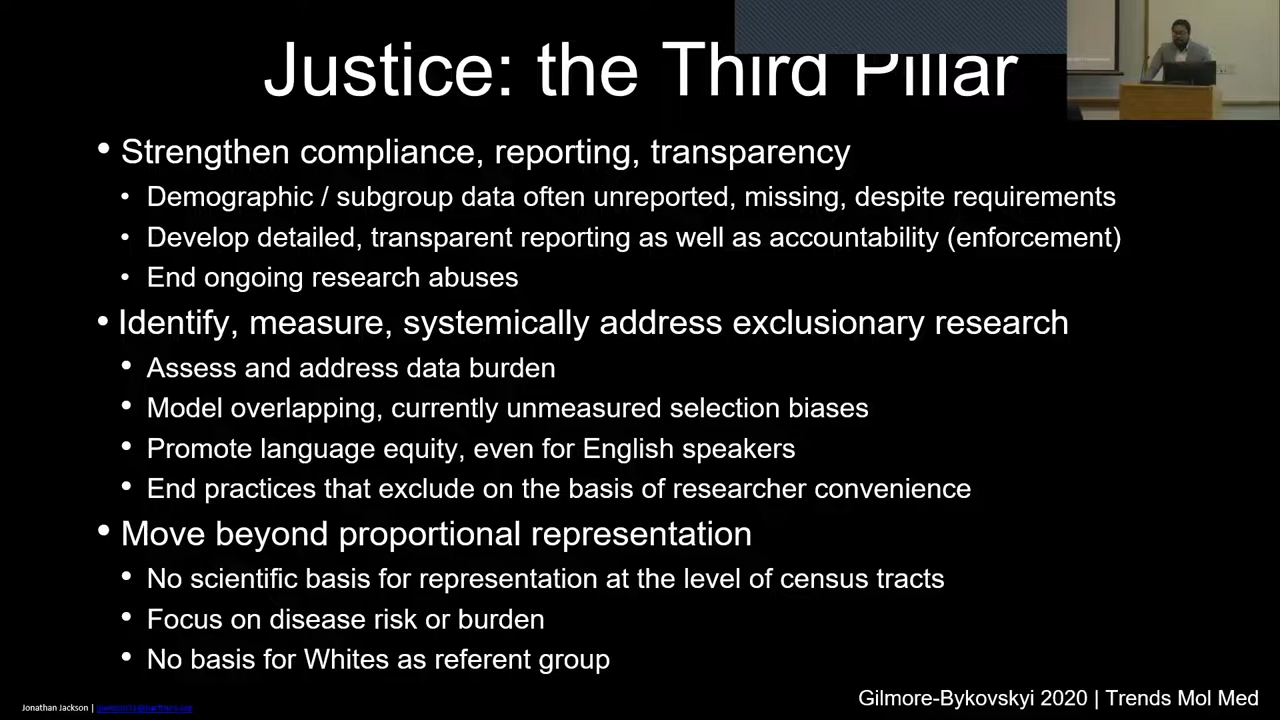 Justice: the Third Pillar
• Strengthen compliance, reporting, transparency
• Demographic / subgroup data often unreported, missing, despite requirements
• Develop detailed, transparent reporting as well as accountability (enforcement)
• End ongoing research abuses
• Identify, measure, systemically address exclusionary research
• Assess and address data burden
• Model overlapping, currently unmeasured selection biases
• Promote language equity, even for English speakers
• End practices that exclude on the basis of researcher convenience
• Move beyond proportional representation
• No scientific basis for representation at the level of census tracts
• Focus on disease risk or burden
• No basis for Whites as referent group
Gilmore-Bykovskyi 2020 | Trends Mol Med
Jonathan Jackson |